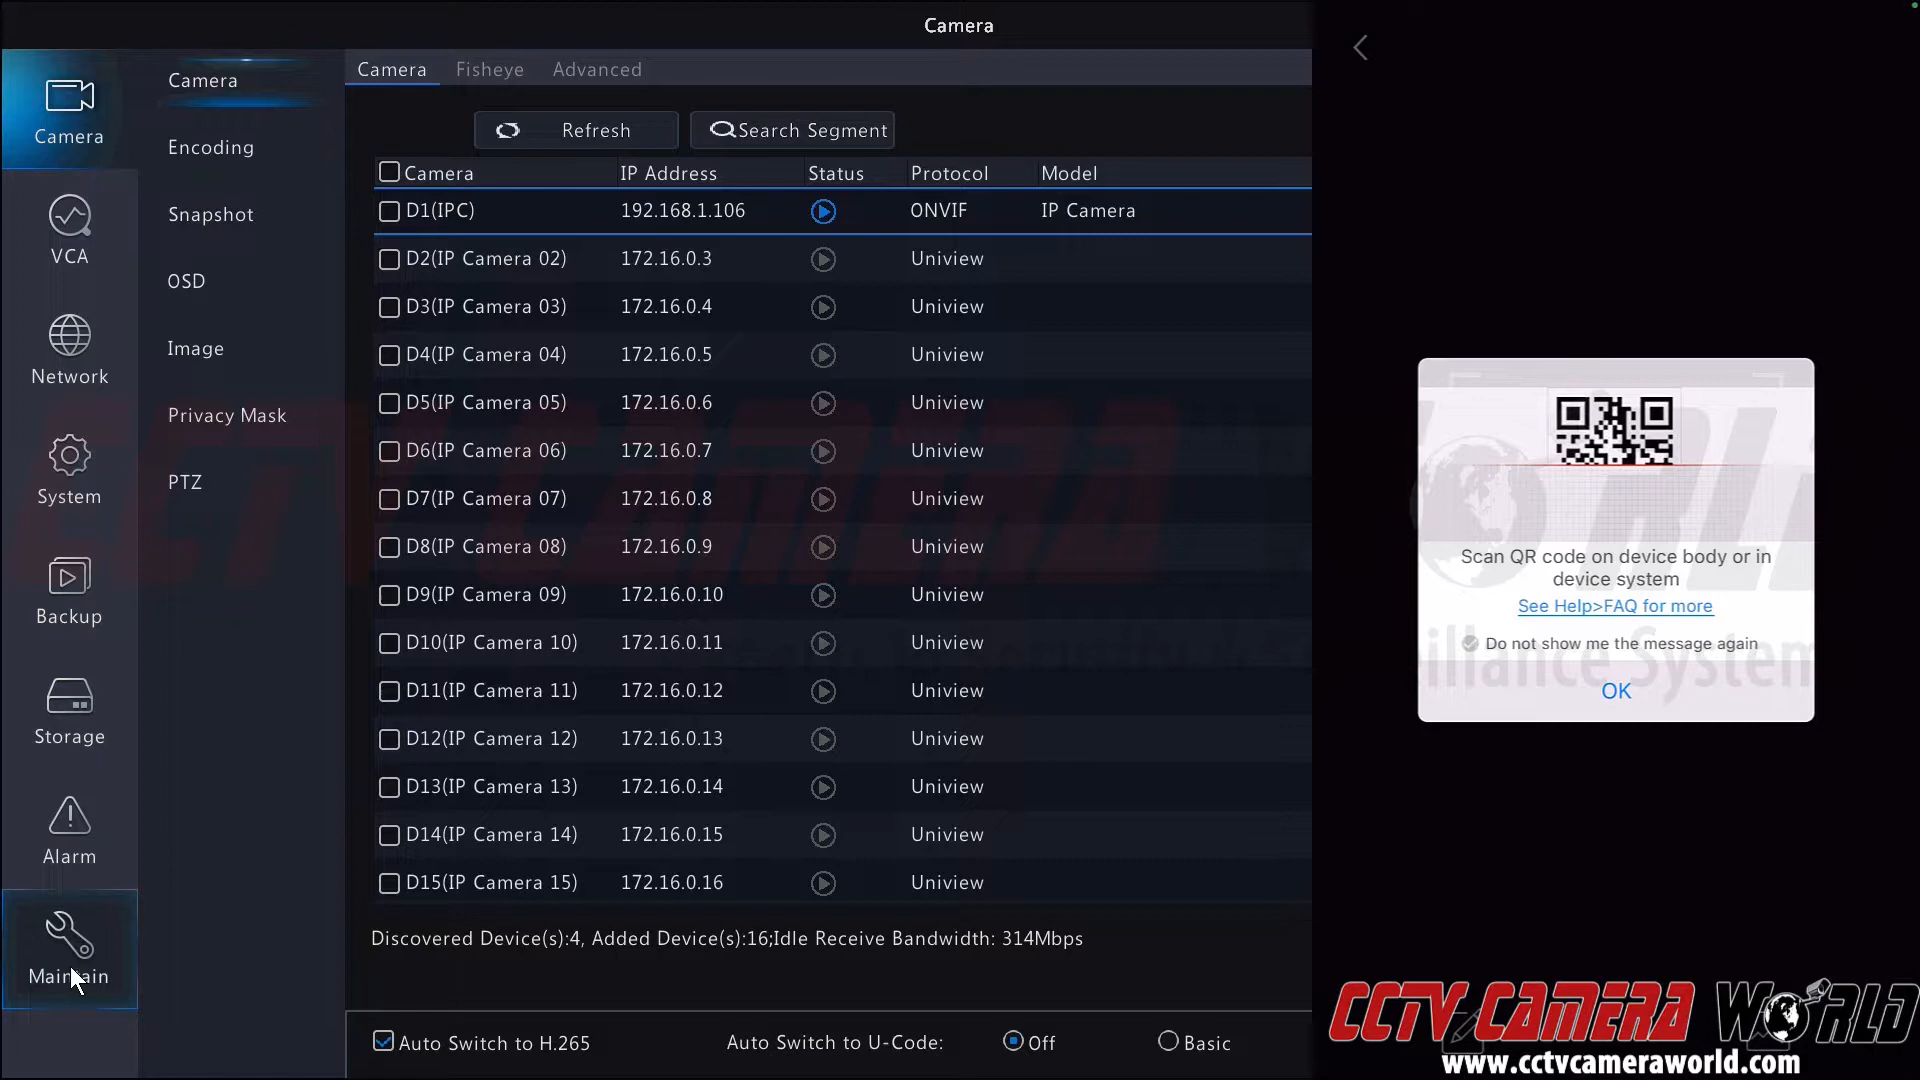 Camera
Camera
VCA
Network
System
Backup
Storage
Alarm
Maintain
Camera
Encoding
Snapshot
OSD
Image
Privacy Mask
PTZ
Camera Fisheye Advanced
Refresh Search Segment
Camera IP Address Status Protocol Model
D1(IPC) 192.168.1.106 ONVIF IP Camera
D2(IP Camera 02) 172.16.0.3 Uniview
D3(IP Camera 03) 172.16.0.4 Uniview
D4(IP Camera 04) 172.16.0.5 Uniview
D5(IP Camera 05) 172.16.0.6 Uniview
D6(IP Camera 06) 172.16.0.7 Uniview
D7(IP Camera 07) 172.16.0.8 Uniview
D8(IP Camera 08) 172.16.0.9 Uniview
D9(IP Camera 09) 172.16.0.10 Uniview
D10(IP Camera 10) 172.16.0.11 Uniview
D11(IP Camera 11) 172.16.0.12 Uniview
D12(IP Camera 12) 172.16.0.13 Uniview
D13(IP Camera 13) 172.16.0.14 Uniview
D14(IP Camera 14) 172.16.0.15 Uniview
D15(IP Camera 15) 172.16.0.16 Uniview
Discovered Device(s):4, Added Device(s):16;Idle Receive Bandwidth: 314Mbps
Auto Switch to H.265 Auto Switch to U-Code: Off Basic
Scan QR code on device body or in
device system
See Help>FAQ for more
Do not show me the message again
OK
CCTV CAMERA
CCTV CAMERA WORLD
www.cctvcameraworld.com